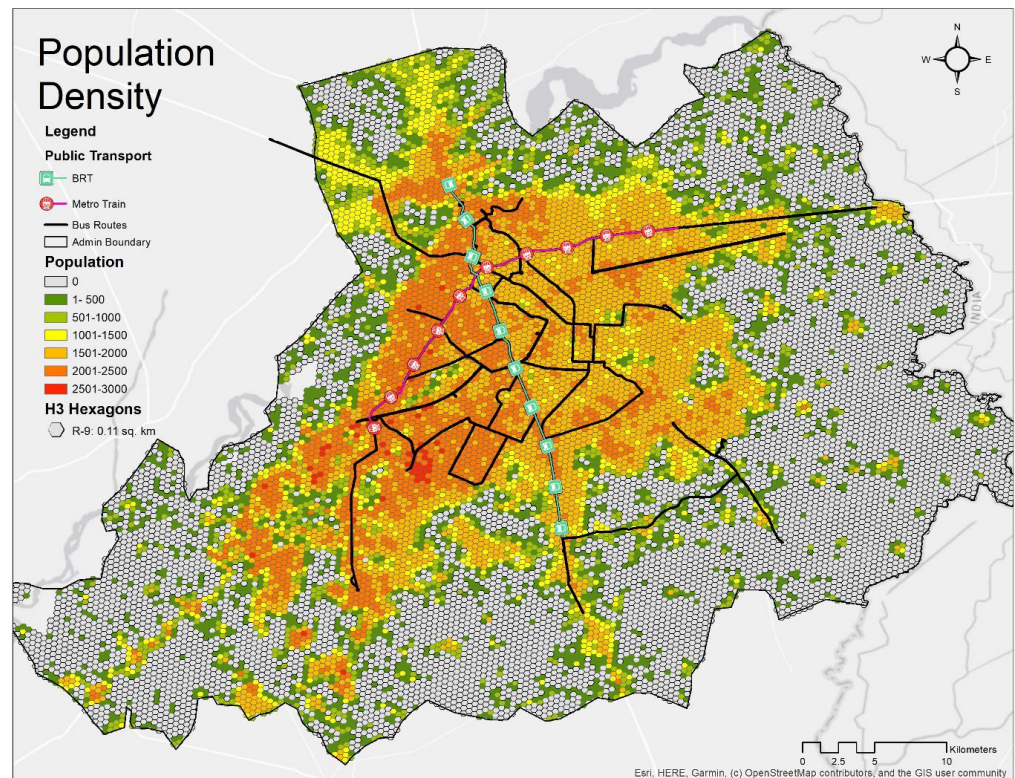 Population
Density
Legend
Public Transport
BRT
Metro Train
Bus Routes
Admin Boundary
Population
0
1- 500
501-1000
1001-1500
1501-2000
2001-2500
2501-3000
H3 Hexagons
R-9: 0.11 sq. km
N
W E
S
INDIA
Kilometers
0 2.5 5 10
Esri, HERE, Garmin, (c) OpenStreetMap contributors, and the GIS user community